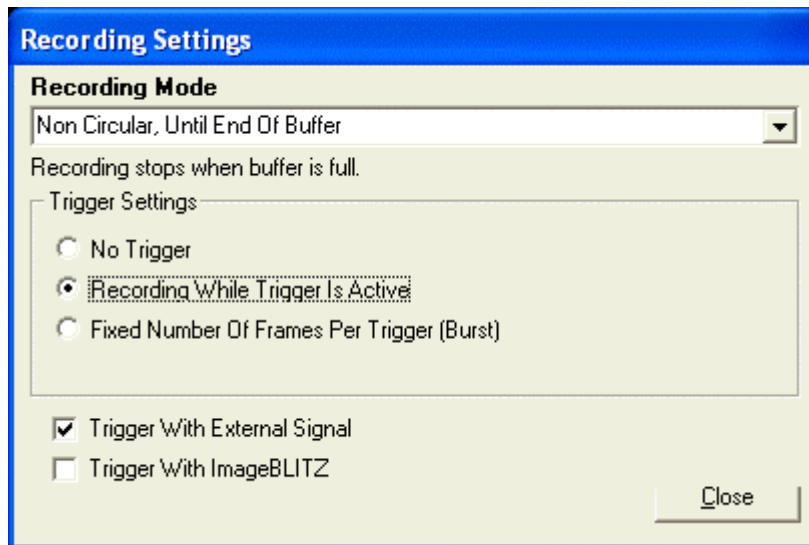 Recording Settings
Recording Mode
Non Circular, Until End Of Buffer
Recording stops when buffer is full.
Trigger Settings
No Trigger
Recording While Trigger Is Active
Fixed Number Of Frames Per Trigger (Burst)
Trigger With External Signal
Trigger With ImageBLITZ
Close